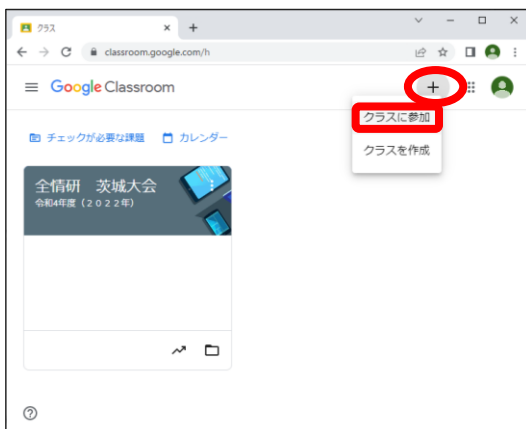 クラス
classroom.google.com/h
Google Classroom
クラスに参加
クラスを作成
チェックが必要な課題 カレンダー
全情研 茨城大会
令和4年度（２０２２年）